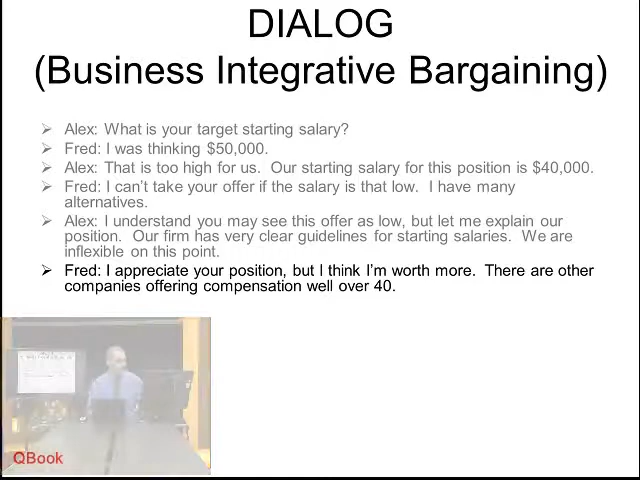 DIALOG
(Business Integrative Bargaining)
➢ Alex: What is your target starting salary?
➢ Fred: I was thinking $50,000.
➢ Alex: That is too high for us. Our starting salary for this position is $40,000.
➢ Fred: I can't take your offer if the salary is that low. I have many
alternatives.
➢ Alex: I understand you may see this offer as low, but let me explain our
position. Our firm has very clear guidelines for starting salaries. We are
inflexible on this point.
➢ Fred: I appreciate your position, but I think I'm worth more. There are other
companies offering compensation well over 40.
QBook